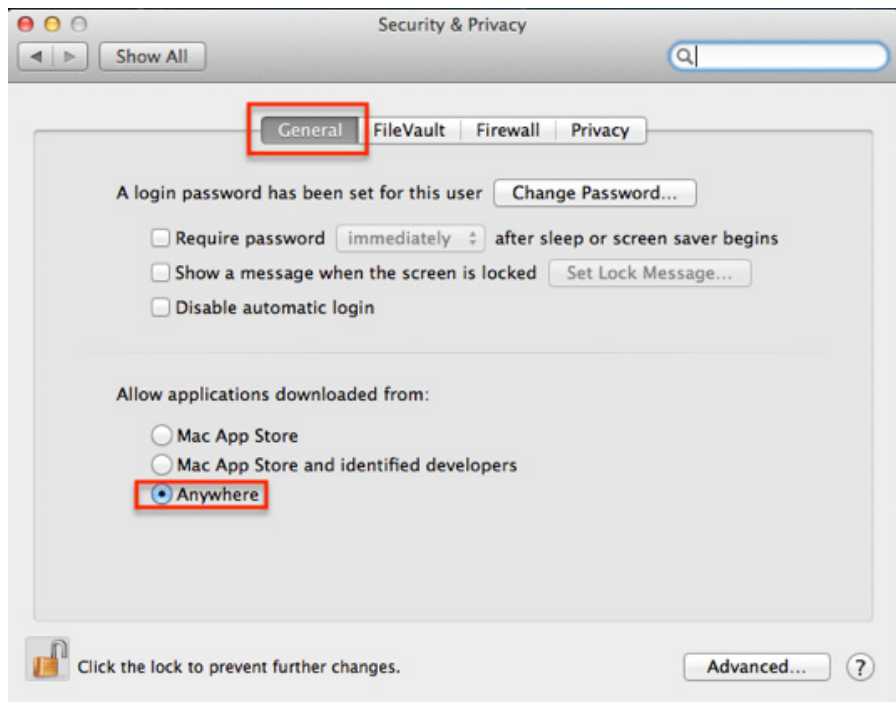 Security & Privacy
Show All
General FileVault Firewall Privacy
A login password has been set for this user Change Password...
Require password immediately after sleep or screen saver begins
Show a message when the screen is locked Set Lock Message...
Disable automatic login
Allow applications downloaded from:
Mac App Store
Mac App Store and identified developers
Anywhere
Click the lock to prevent further changes. Advanced... ?